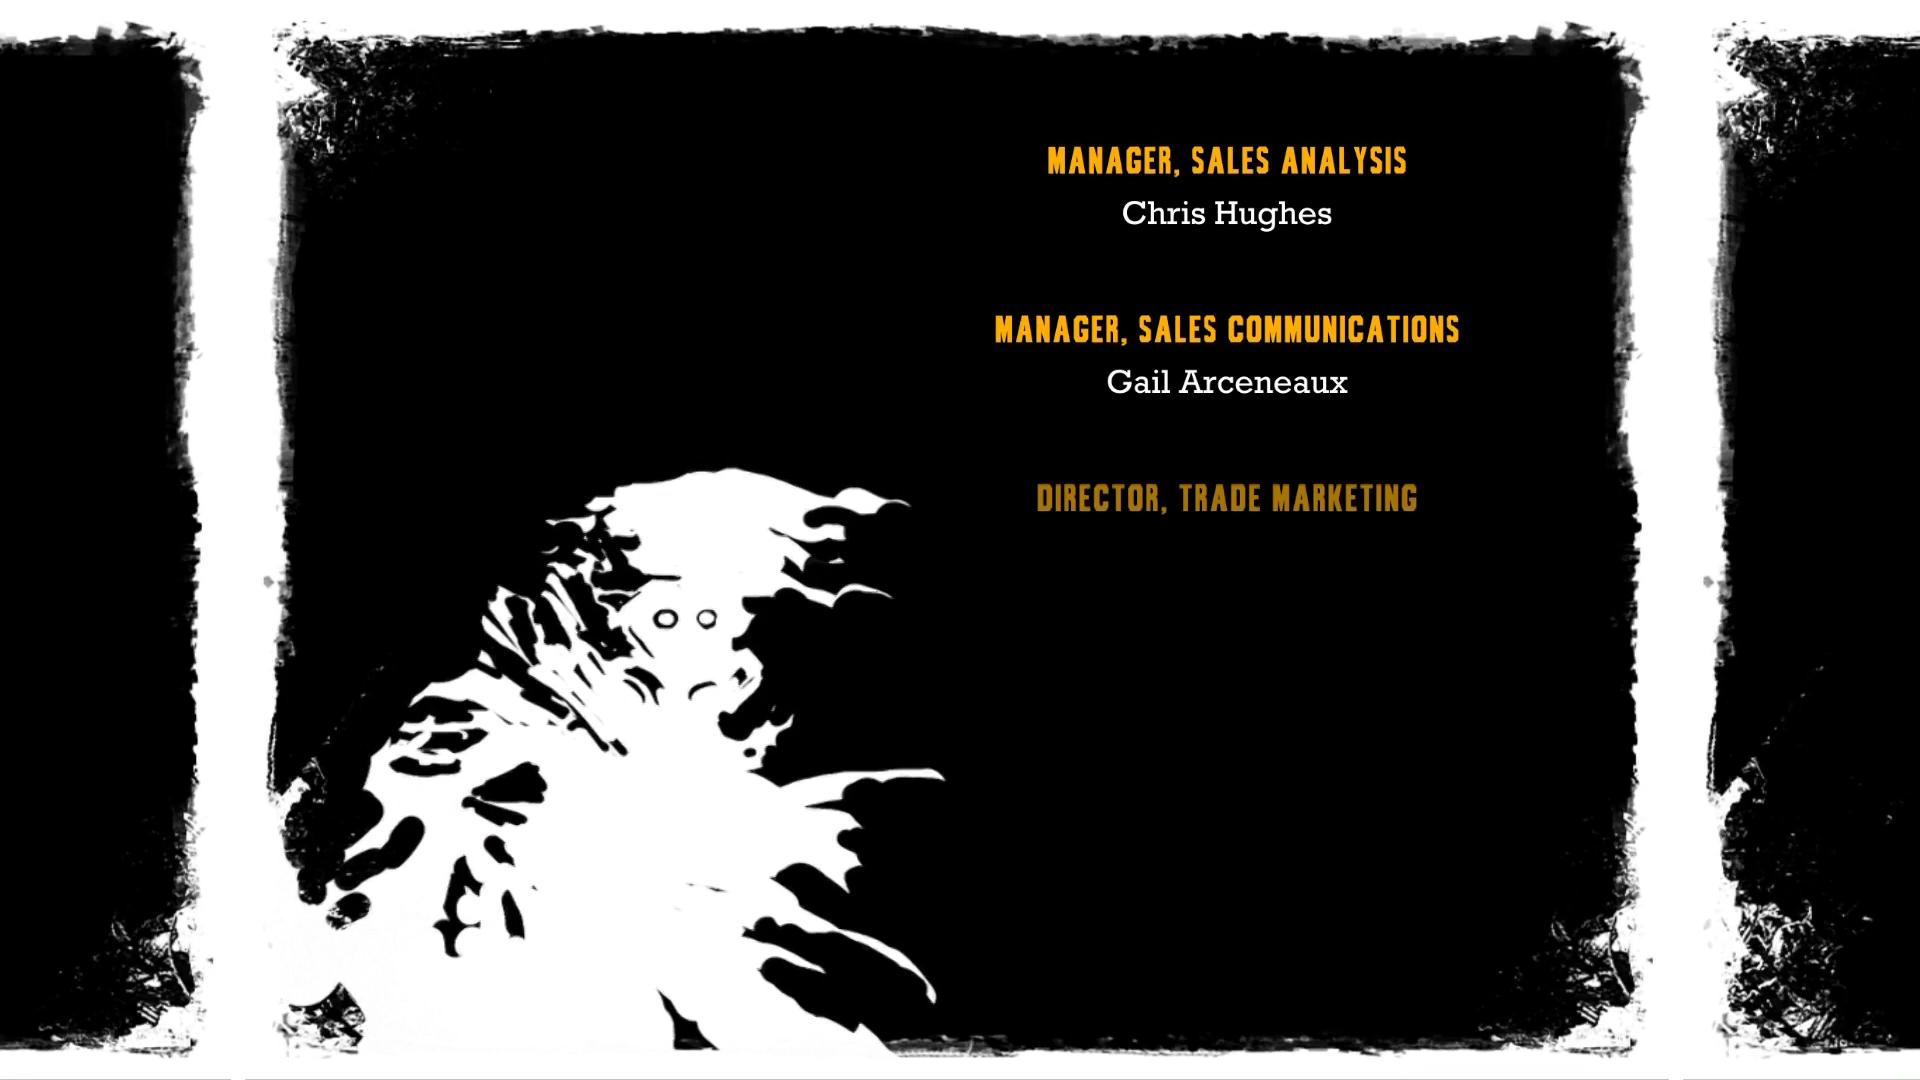 MANAGER, SALES ANALYSIS
Chris Hughes
MANAGER, SALES COMMUNICATIONS
Gail Arceneaux
DIRECTOR, TRADE MARKETING